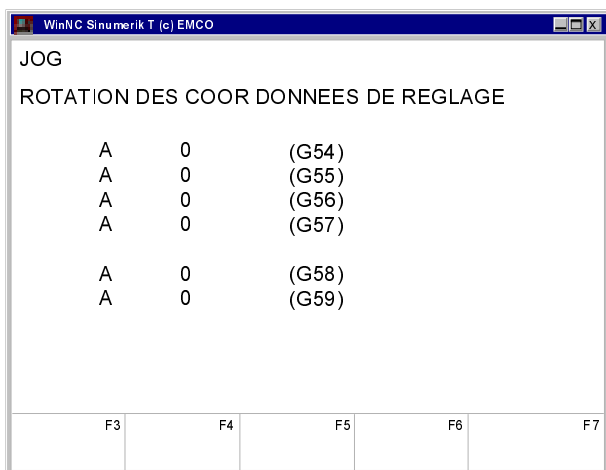 WinNC Sinumerik T (c) EMCO
JOG
ROTATION DES COOR DONNEES DE REGLAGE
A 0 (G54)
A 0 (G55)
A 0 (G56)
A 0 (G57)
A 0 (G58)
A 0 (G59)
F3 F4 F5 F6 F7